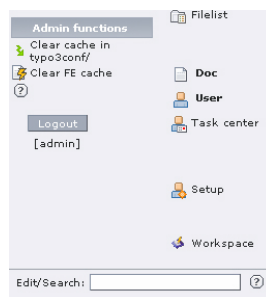 Filelist
Admin functions
Clear cache in
typo3conf/
Clear FE cache
?
Logout
[admin]
Doc
User
Task center
Setup
Workspace
Edit/Search:
?